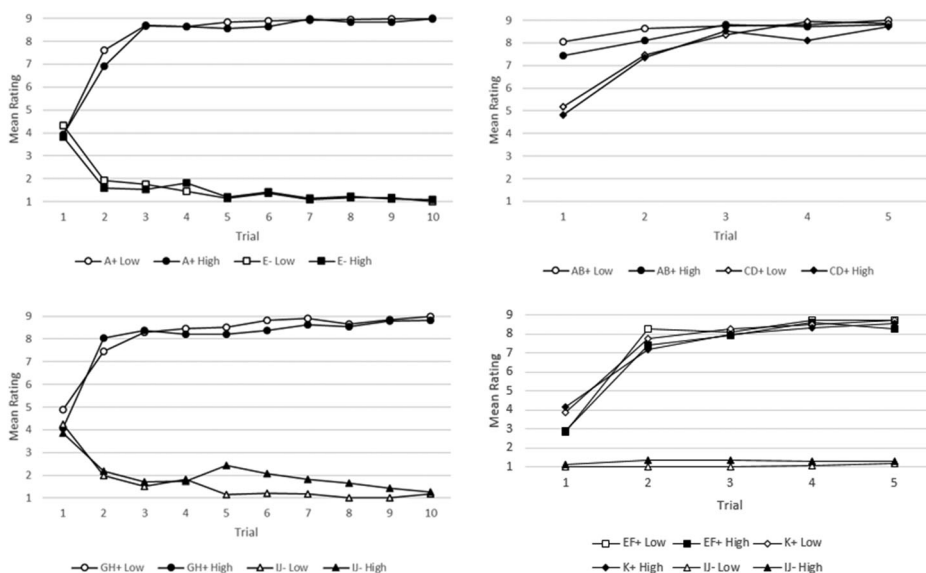 Mean Rating
9
8
7
6
5
4
3
2
1
1 2 3 4 5 6 7 8 9 10
Trial
A+ Low A+ High E- Low E- High
Mean Rating
9
8
7
6
5
4
3
2
1
1 2 3 4 5
Trial
AB+ Low AB+ High CD+ Low CD+ High
Mean Rating
9
8
7
6
5
4
3
2
1
1 2 3 4 5 6 7 8 9 10
Trial
GH+ Low GH+ High IJ- Low IJ- High
Mean Rating
9
8
7
6
5
4
3
2
1
1 2 3 4 5
Trial
EF+ Low EF+ High K+ Low
K+ High IJ- Low IJ- High